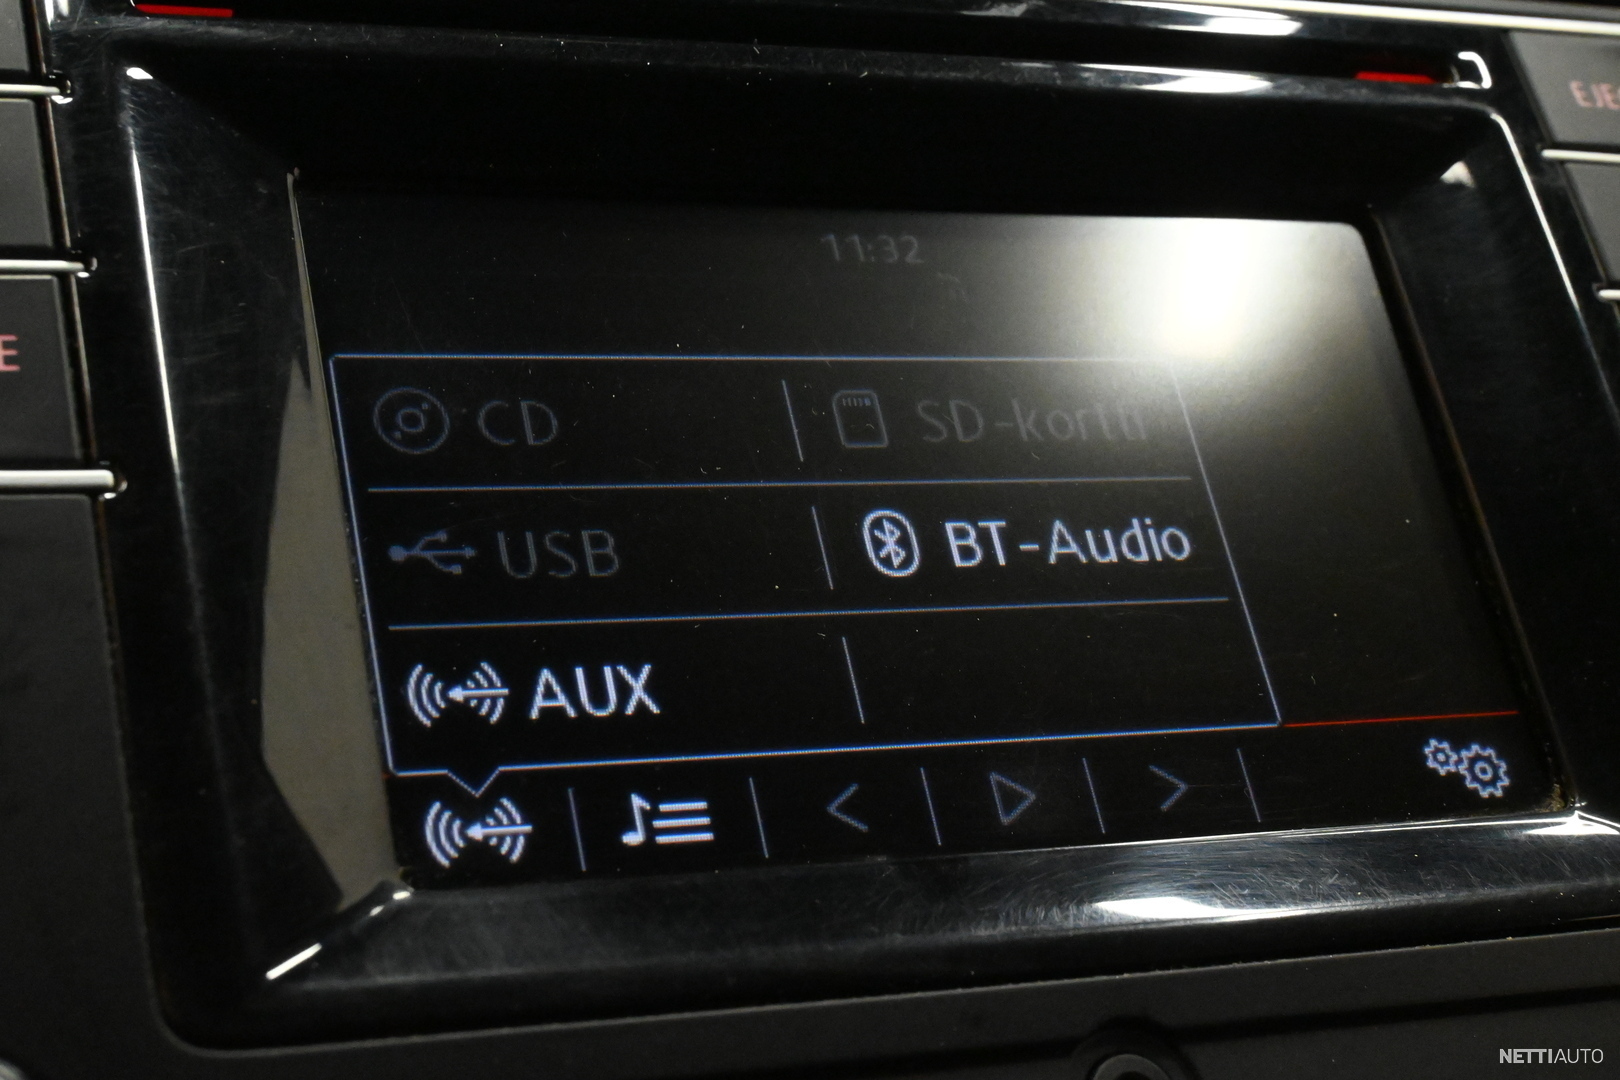 11:32
CD
SD-kortti
USB
BT-Audio
AUX
NETTIAUTO